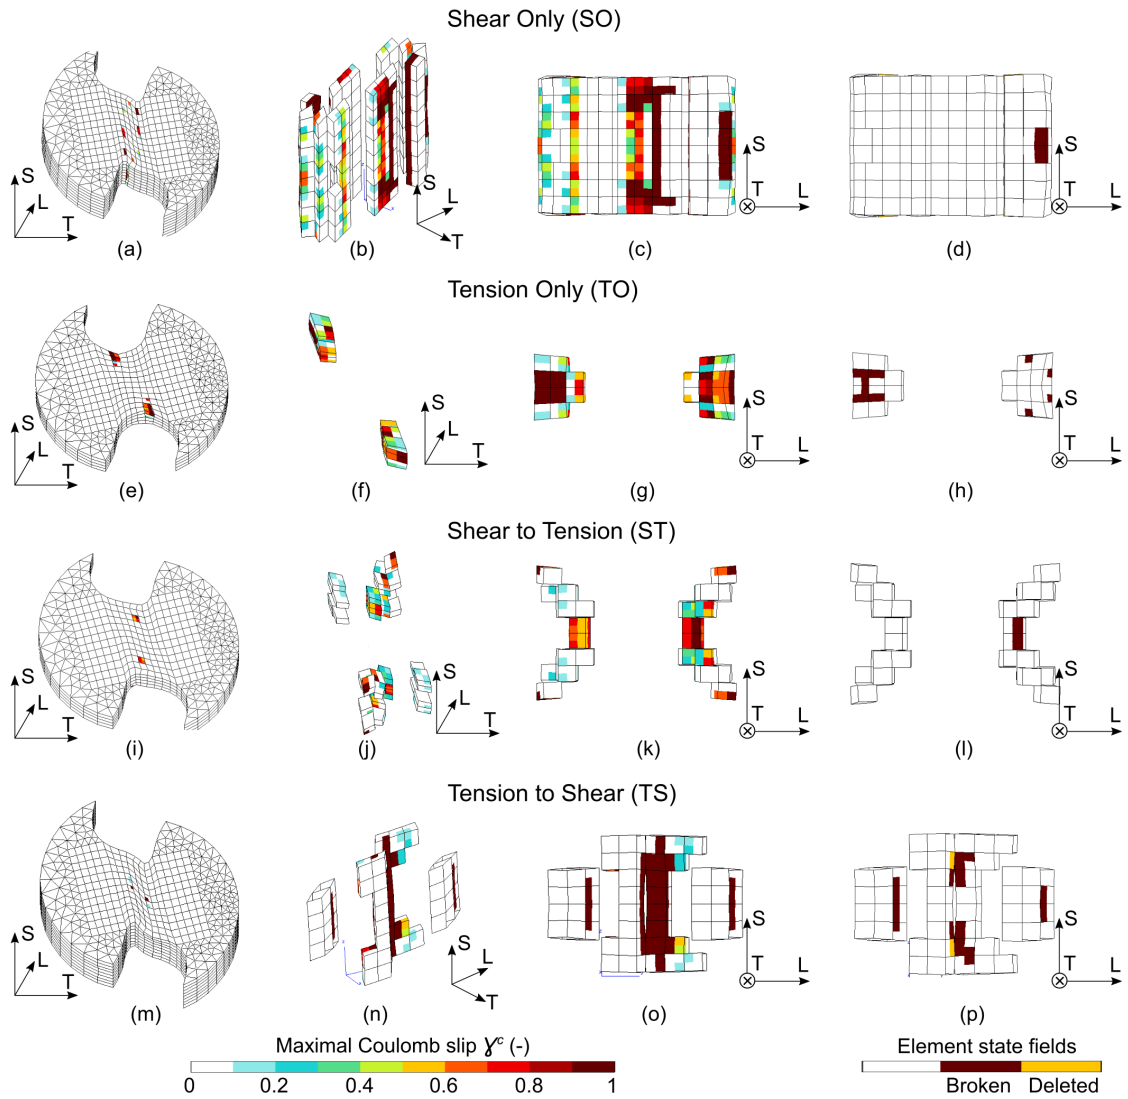 Shear Only (SO)
S
L
T
(a)
S
L
T
(b)
S
T
L
(c)
S
T
L
(d)
Tension Only (TO)
S
L
T
(e)
S
L
T
(f)
S
T
L
(g)
S
T
L
(h)
Shear to Tension (ST)
S
L
T
(i)
S
L
T
(j)
S
T
L
(k)
S
T
L
(l)
Tension to Shear (TS)
S
L
T
(m)
S
L
T
(n)
S
T
L
(o)
S
T
L
(p)
Maximal Coulomb slip γᶜ (-)
0 0.2 0.4 0.6 0.8 1
Element state fields
Broken Deleted